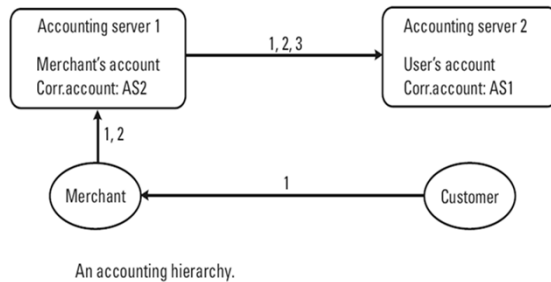 Accounting server 1
Merchant's account
Corr.account: AS2
1, 2, 3
Accounting server 2
User's account
Corr.account: AS1
1, 2
Merchant
1
Customer
An accounting hierarchy.